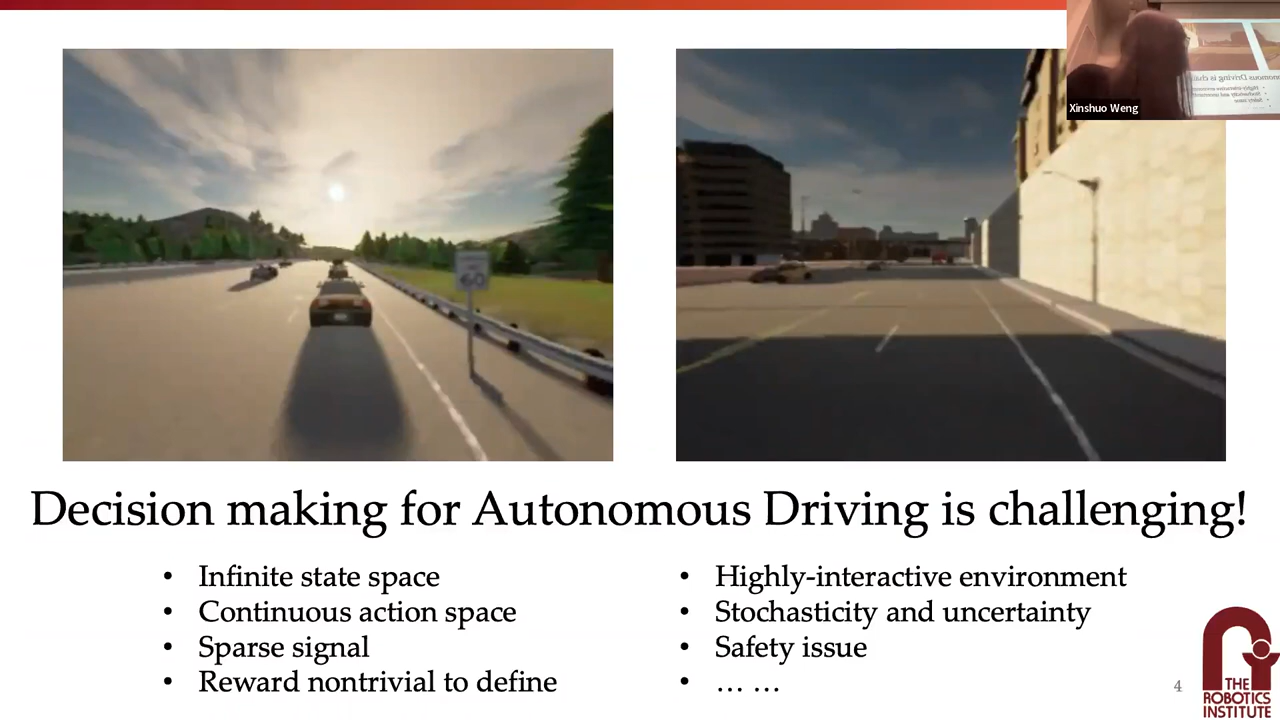 Xinshuo Weng
60
Decision making for Autonomous Driving is challenging!
• Infinite state space
• Continuous action space
• Sparse signal
• Reward nontrivial to define
• Highly-interactive environment
• Stochasticity and uncertainty
• Safety issue
• … …
4
THE
ROBOTICS
INSTITUTE